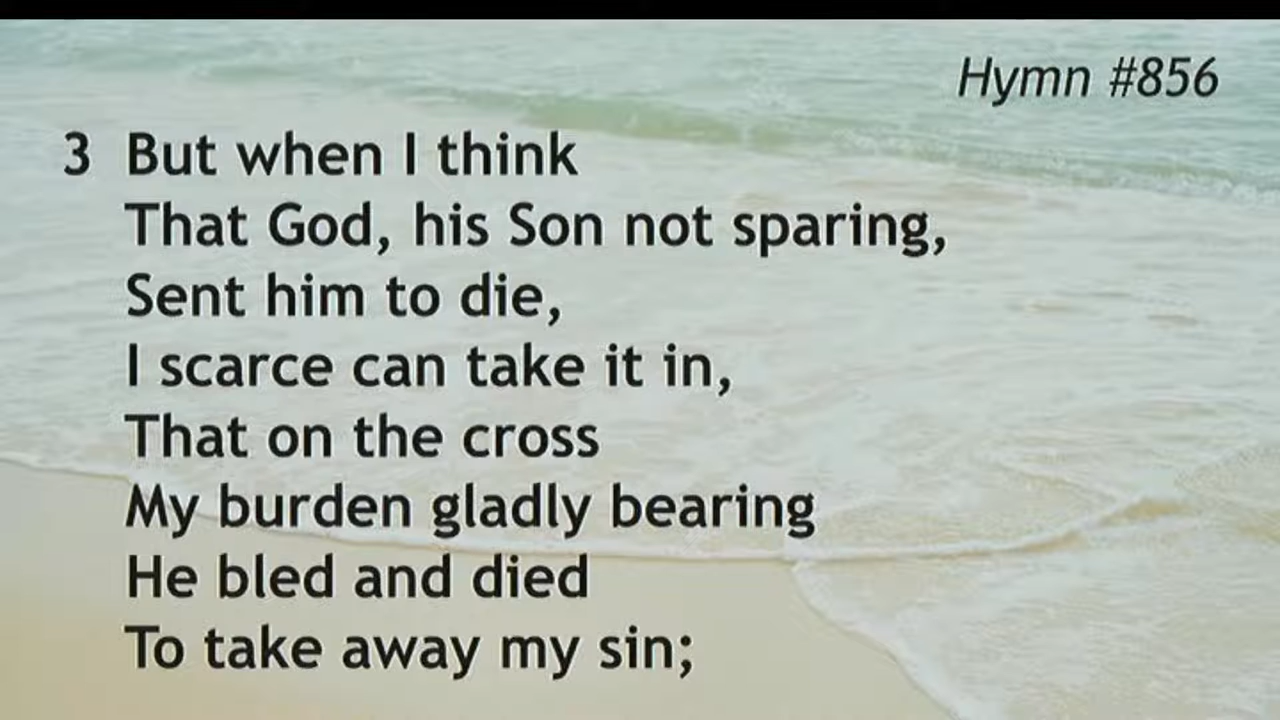 Hymn #856
3 But when I think
That God, his Son not sparing,
Sent him to die,
I scarce can take it in,
That on the cross
My burden gladly bearing
He bled and died
To take away my sin;